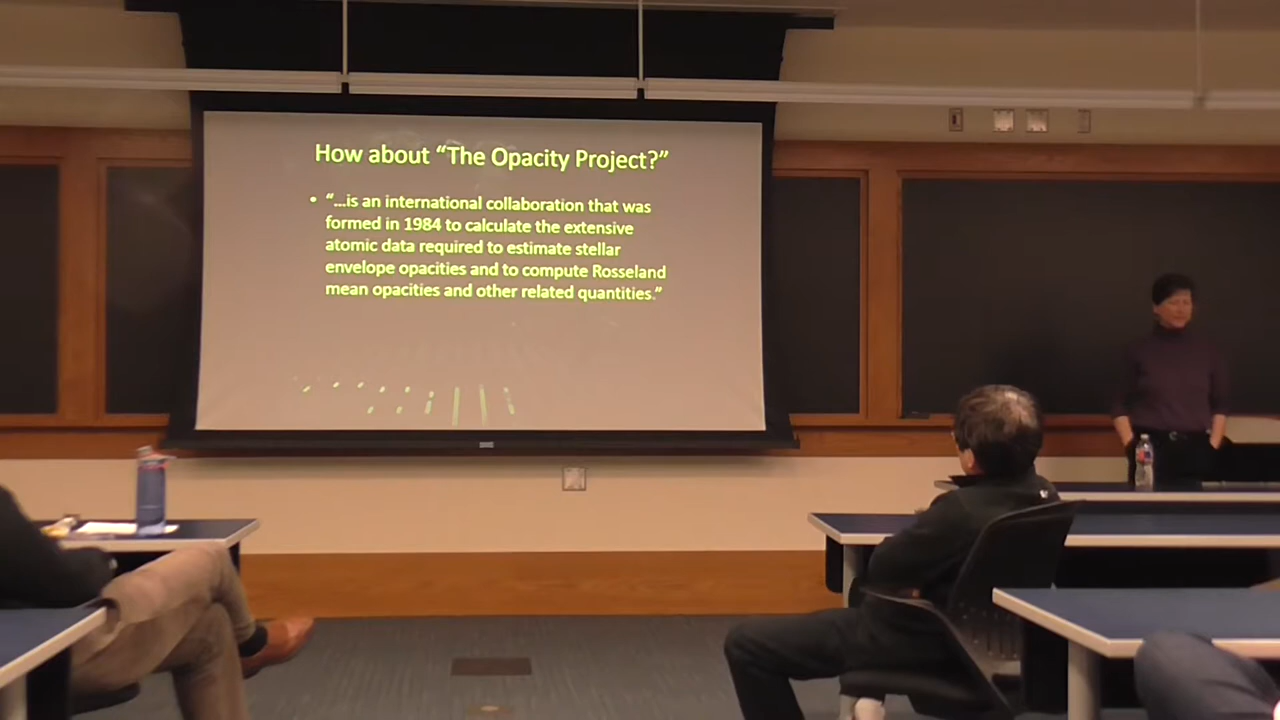 How about “The Opacity Project?”
• “...is an international collaboration that was
formed in 1984 to calculate the extensive
atomic data required to estimate stellar
envelope opacities and to compute Rosseland
mean opacities and other related quantities.”